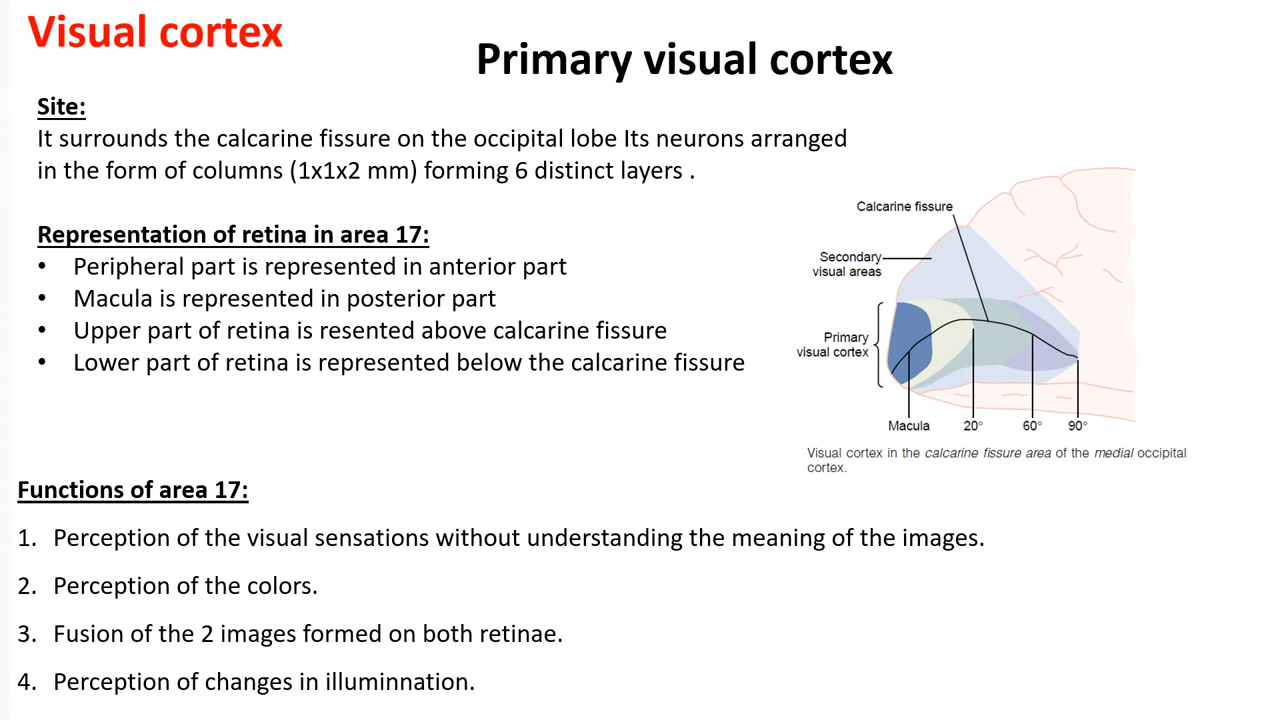 Visual cortex
Primary visual cortex
Site:
It surrounds the calcarine fissure on the occipital lobe Its neurons arranged
in the form of columns (1x1x2 mm) forming 6 distinct layers .
Representation of retina in area 17:
• Peripheral part is represented in anterior part
• Macula is represented in posterior part
• Upper part of retina is resented above calcarine fissure
• Lower part of retina is represented below the calcarine fissure
Calcarine fissure
Secondary
visual areas
Primary
visual cortex
Macula 20° 60° 90°
Visual cortex in the calcarine fissure area of the medial occipital
cortex.
Functions of area 17:
1. Perception of the visual sensations without understanding the meaning of the images.
2. Perception of the colors.
3. Fusion of the 2 images formed on both retinae.
4. Perception of changes in illuminnation.